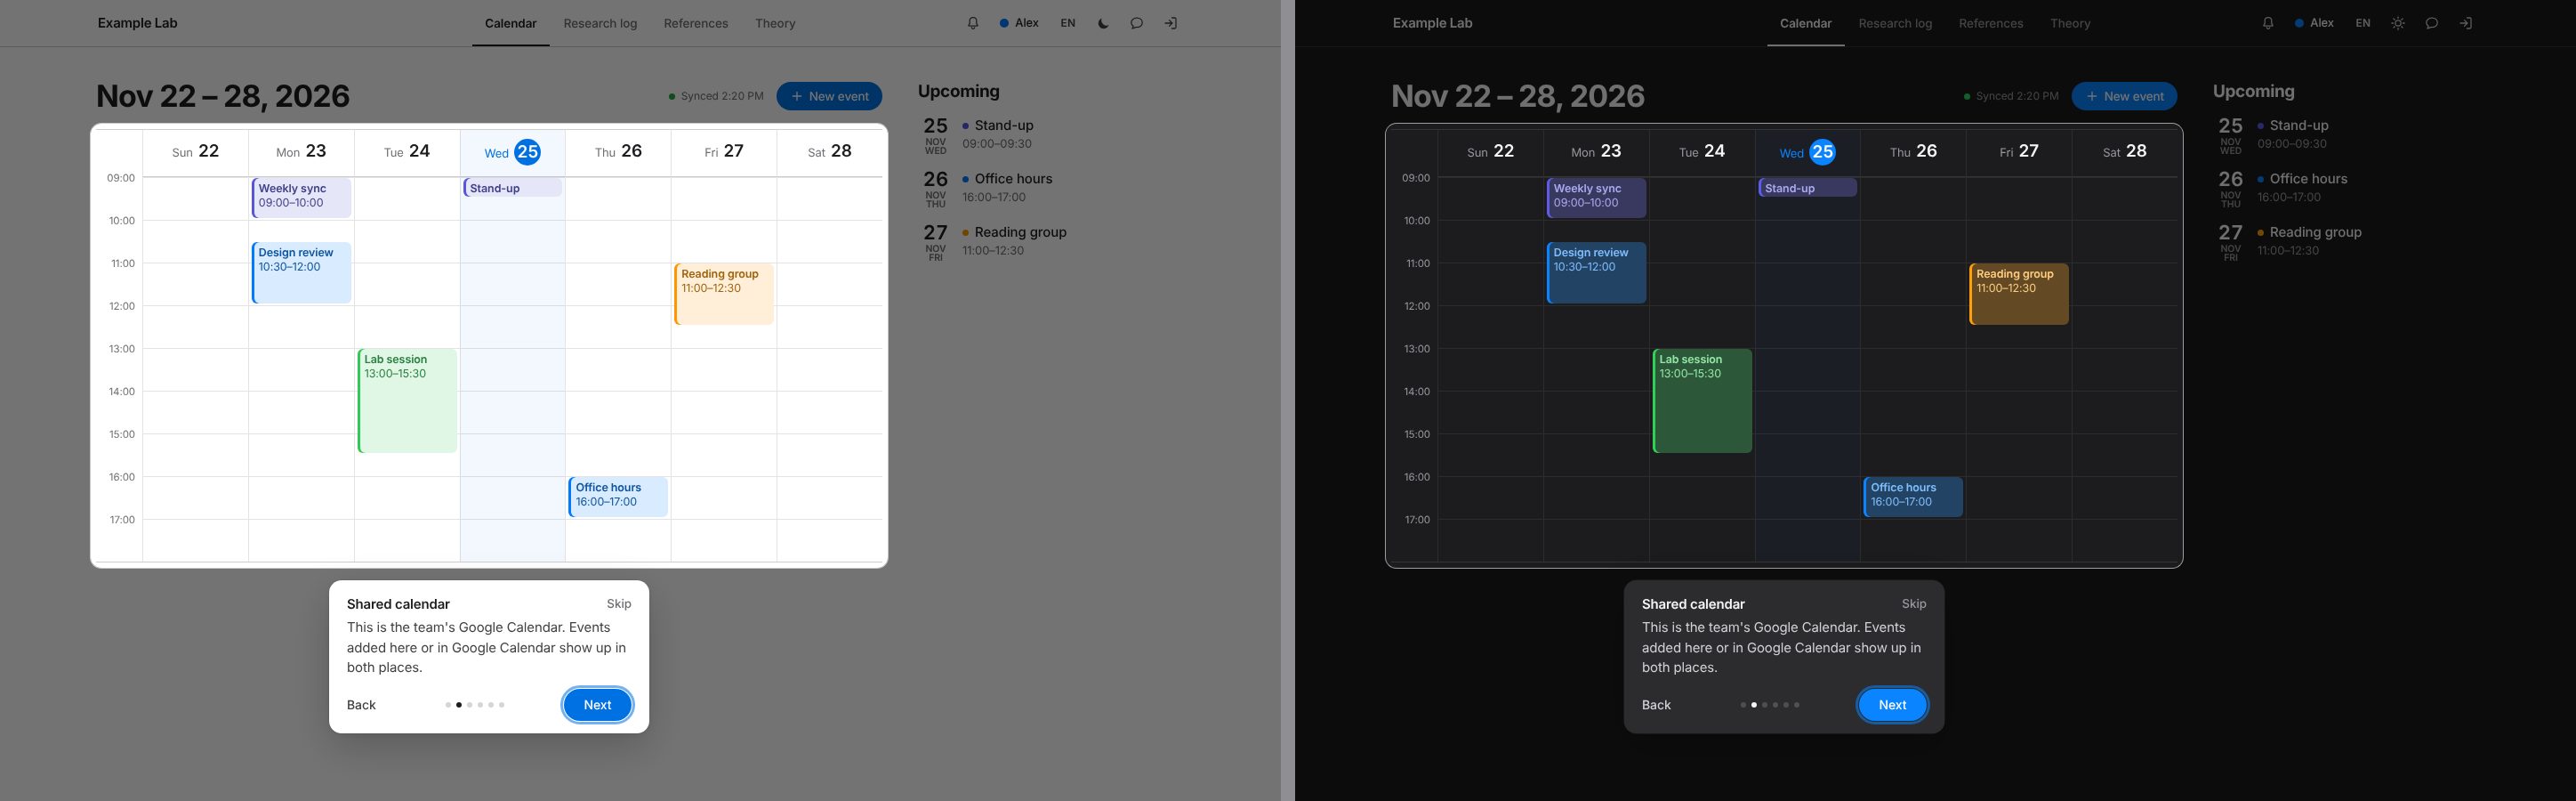 Example Lab
Calendar
Research log
References
Theory
Alex
EN
Nov 22 – 28, 2026
Synced 2:20 PM
+ New event
Sun 22
Mon 23
Tue 24
Wed 25
Thu 26
Fri 27
Sat 28
09:00
10:00
11:00
12:00
13:00
14:00
15:00
16:00
17:00
Weekly sync
09:00–10:00
Design review
10:30–12:00
Lab session
13:00–15:30
Stand-up
Office hours
16:00–17:00
Reading group
11:00–12:30
Upcoming
25
NOV
WED
Stand-up
09:00–09:30
26
NOV
THU
Office hours
16:00–17:00
27
NOV
FRI
Reading group
11:00–12:30
Shared calendar
Skip
This is the team's Google Calendar. Events
added here or in Google Calendar show up in
both places.
Back
Next
Example Lab
Calendar
Research log
References
Theory
Alex
EN
Nov 22 – 28, 2026
Synced 2:20 PM
+ New event
Sun 22
Mon 23
Tue 24
Wed 25
Thu 26
Fri 27
Sat 28
09:00
10:00
11:00
12:00
13:00
14:00
15:00
16:00
17:00
Weekly sync
09:00–10:00
Design review
10:30–12:00
Lab session
13:00–15:30
Stand-up
Office hours
16:00–17:00
Reading group
11:00–12:30
Upcoming
25
NOV
WED
Stand-up
09:00–09:30
26
NOV
THU
Office hours
16:00–17:00
27
NOV
FRI
Reading group
11:00–12:30
Shared calendar
Skip
This is the team's Google Calendar. Events
added here or in Google Calendar show up in
both places.
Back
Next